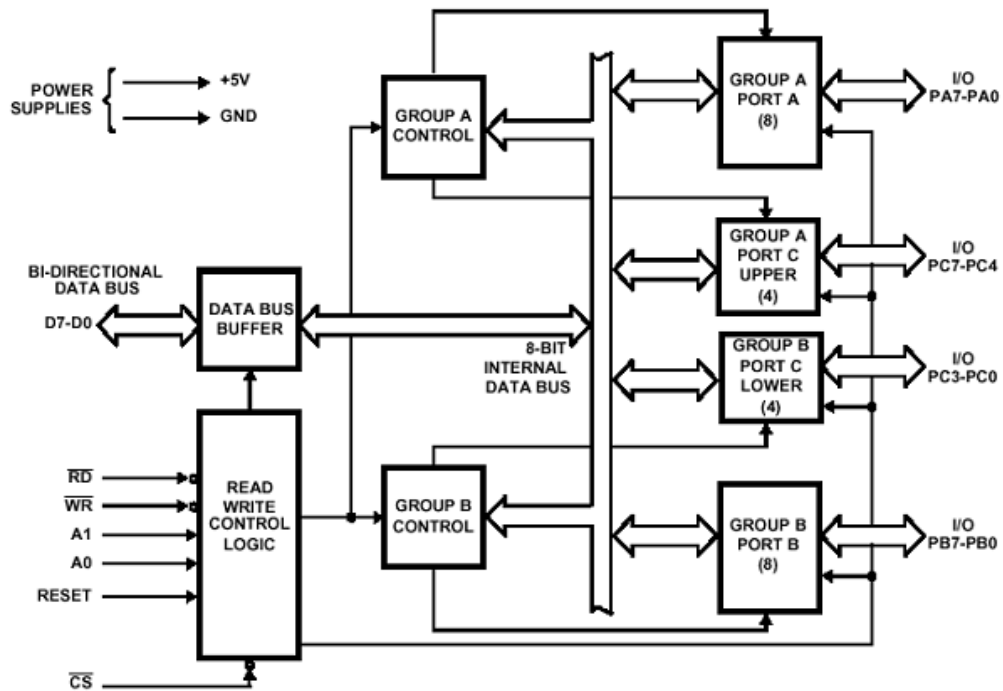 POWER
SUPPLIES
+5V
GND
GROUP A
CONTROL
GROUP A
PORT A
(8)
I/O
PA7-PA0
GROUP A
PORT C
UPPER
(4)
I/O
PC7-PC4
BI-DIRECTIONAL
DATA BUS
D7-D0
DATA BUS
BUFFER
8-BIT
INTERNAL
DATA BUS
GROUP B
PORT C
LOWER
(4)
I/O
PC3-PC0
RD
WR
A1
A0
RESET
CS
READ
WRITE
CONTROL
LOGIC
GROUP B
CONTROL
GROUP B
PORT B
(8)
I/O
PB7-PB0